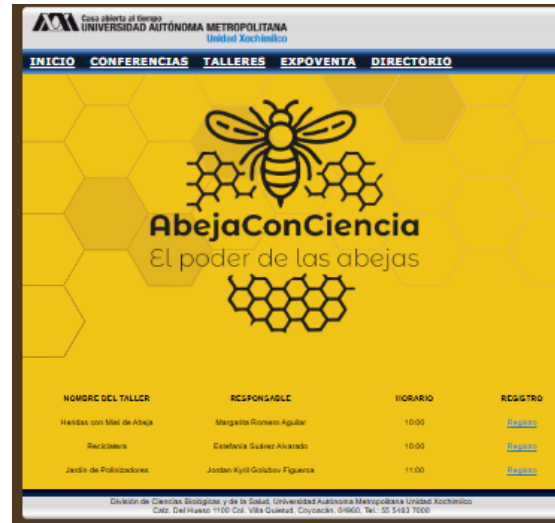 Casa abierta al tiempo
UNIVERSIDAD AUTÓNOMA METROPOLITANA
Unidad Xochimilco
INICIO CONFERENCIAS TALLERES EXPOVENTA DIRECTORIO
AbejaConCiencia
El poder de las abejas
NOMBRE DEL TALLER RESPONSABLE HORARIO REGISTRO
Heridas con Miel de Abeja Margarita Romero Aguilar 10:00 Registro
Reciclatera Estefanía Suárez Alvarado 10:00 Registro
Jardín de Polinizadores Jordan Kyril Golubov Figueroa 11:00 Registro
División de Ciencias Biológicas y de la Salud, Universidad Autónoma Metropolitana Unidad Xochimilco
Calz. Del Hueso 1100 Col. Villa Quietud, Coyoacán, 04960, Tel.: 55 5483 7000